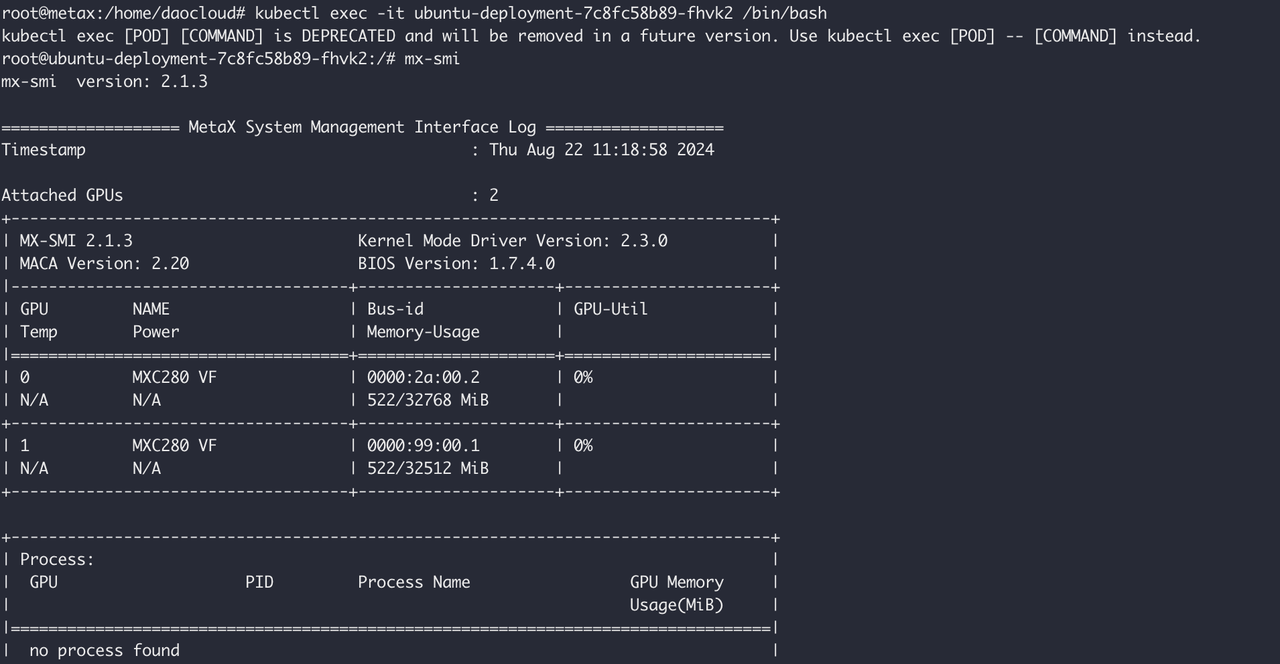 root@metax:/home/daocloud# kubectl exec -it ubuntu-deployment-7c8fc58b89-fhvk2 /bin/bash
kubectl exec [POD] [COMMAND] is DEPRECATED and will be removed in a future version. Use kubectl exec [POD] -- [COMMAND] instead.
root@ubuntu-deployment-7c8fc58b89-fhvk2:/# mx-smi
mx-smi  version: 2.1.3

=================== MetaX System Management Interface Log ===================
Timestamp                                         : Thu Aug 22 11:18:58 2024

Attached GPUs                                     : 2
+---------------------------------------------------------------------------------+
| MX-SMI 2.1.3                        Kernel Mode Driver Version: 2.3.0           |
| MACA Version: 2.20                  BIOS Version: 1.7.4.0                       |
|------------------------------------+---------------------+----------------------+
| GPU         NAME                   | Bus-id              | GPU-Util             |
| Temp        Power                  | Memory-Usage        |                      |
|====================================+=====================+======================|
| 0           MXC280 VF              | 0000:2a:00.2        | 0%                   |
| N/A         N/A                    | 522/32768 MiB       |                      |
+------------------------------------+---------------------+----------------------+
| 1           MXC280 VF              | 0000:99:00.1        | 0%                   |
| N/A         N/A                    | 522/32512 MiB       |                      |
+------------------------------------+---------------------+----------------------+

+---------------------------------------------------------------------------------+
| Process:                                                                        |
|  GPU                    PID         Process Name                 GPU Memory     |
|                                                                  Usage(MiB)     |
|=================================================================================|
|  no process found                                                               |